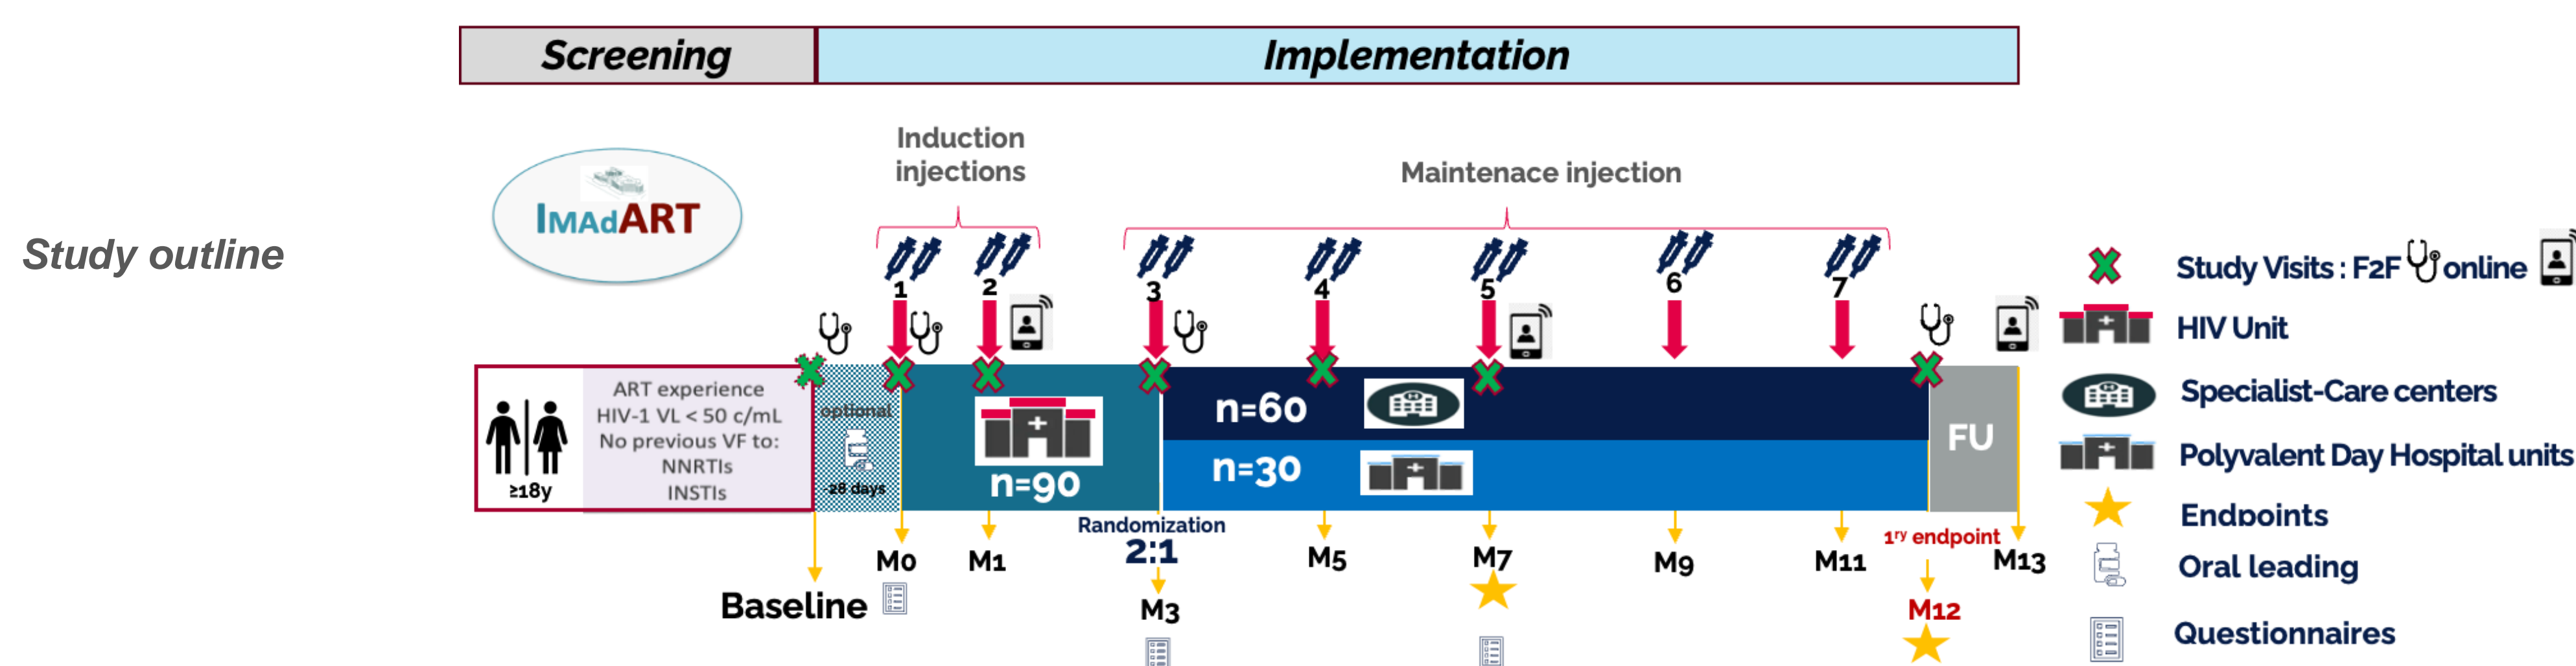 Screening
Implementation
Study outline
IMAdART
Induction
injections
Maintenace injection
1
2
3
4
5
6
7
≥18y
ART experience
HIV-1 VL < 50 c/mL
No previous VF to:
NNRTIs
INSTIs
optional
28 days
n=90
n=60
n=30
FU
Baseline
M0
M1
Randomization
2:1
M3
M5
M7
M9
M11
1ry endpoint
M12
M13
Study Visits : F2F online
HIV Unit
Specialist-Care centers
Polyvalent Day Hospital units
Endpoints
Oral leading
Questionnaires